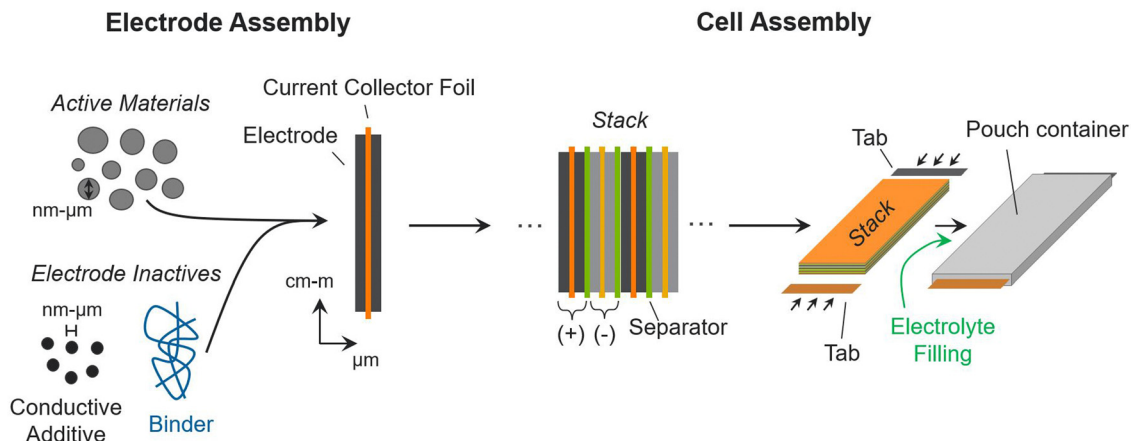 Electrode Assembly
Active Materials
nm-μm
Electrode Inactives
nm-μm
Conductive
Additive
Binder
Current Collector Foil
Electrode
cm-m
μm
Cell Assembly
...
Stack
...
(+)
(-)
Separator
Tab
Stack
Tab
Pouch container
Electrolyte
Filling